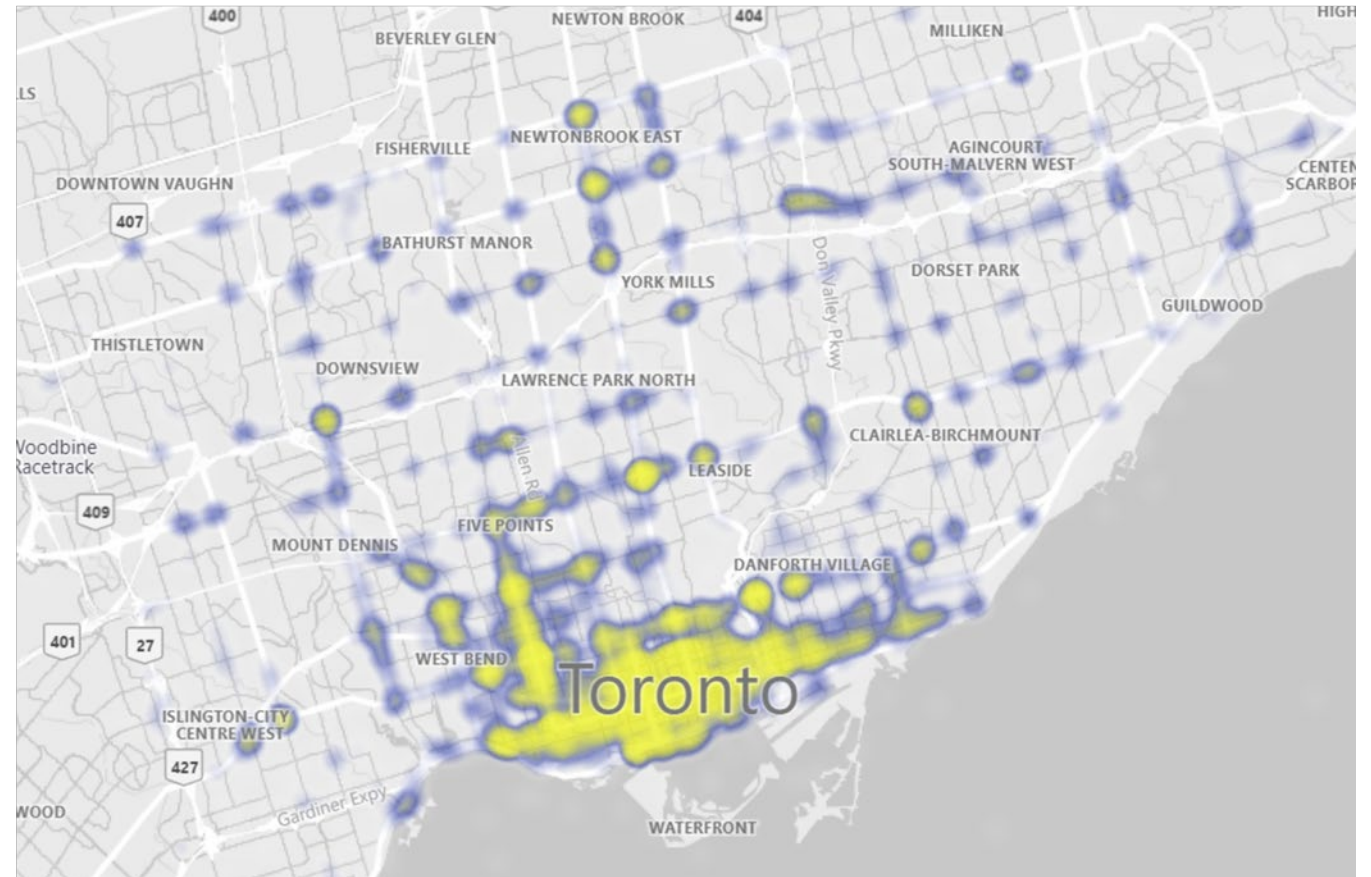 400
NEWTON BROOK
404
HIGH
BEVERLEY GLEN
MILLIKEN
LS
NEWTONBROOK EAST
FISHERVILLE
AGINCOURT
SOUTH-MALVERN WEST
CENTEN
SCARBOR
DOWNTOWN VAUGHN
407
BATHURST MANOR
YORK MILLS
Don Valley Pkwy
DORSET PARK
GUILDWOOD
THISTLETOWN
DOWNSVIEW
LAWRENCE PARK NORTH
Woodbine
Racetrack
Allen Rd
CLAIRLEA-BIRCHMOUNT
LEASIDE
409
FIVE POINTS
MOUNT DENNIS
DANFORTH VILLAGE
401
27
WEST BEND
Toronto
ISLINGTON-CITY
CENTRE WEST
427
Gardiner Expy
WOOD
WATERFRONT